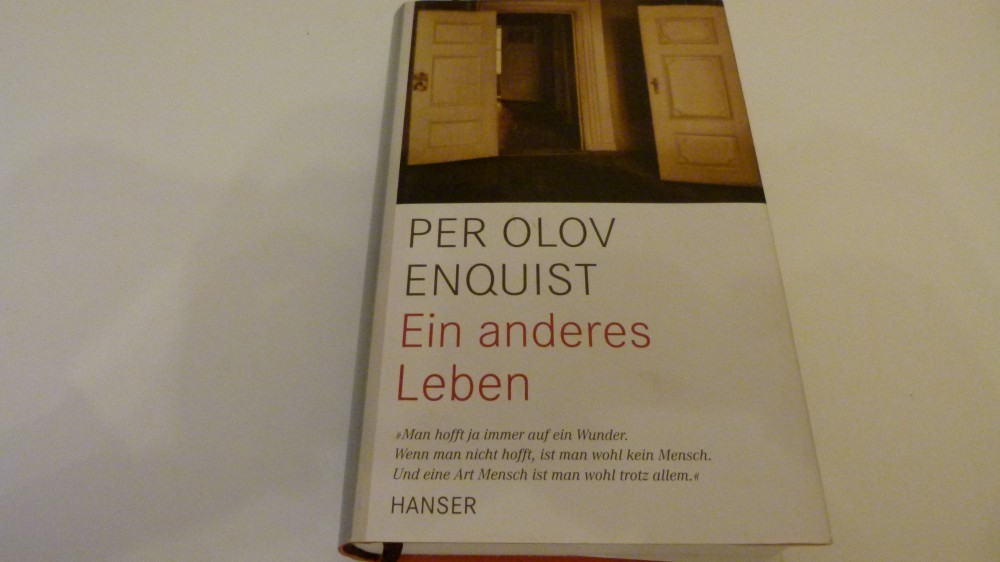 PER OLOV
ENQUIST
Ein anderes
Leben
»Man hofft ja immer auf ein Wunder.
Wenn man nicht hofft, ist man wohl kein Mensch.
Und eine Art Mensch ist man wohl trotz allem.«
HANSER